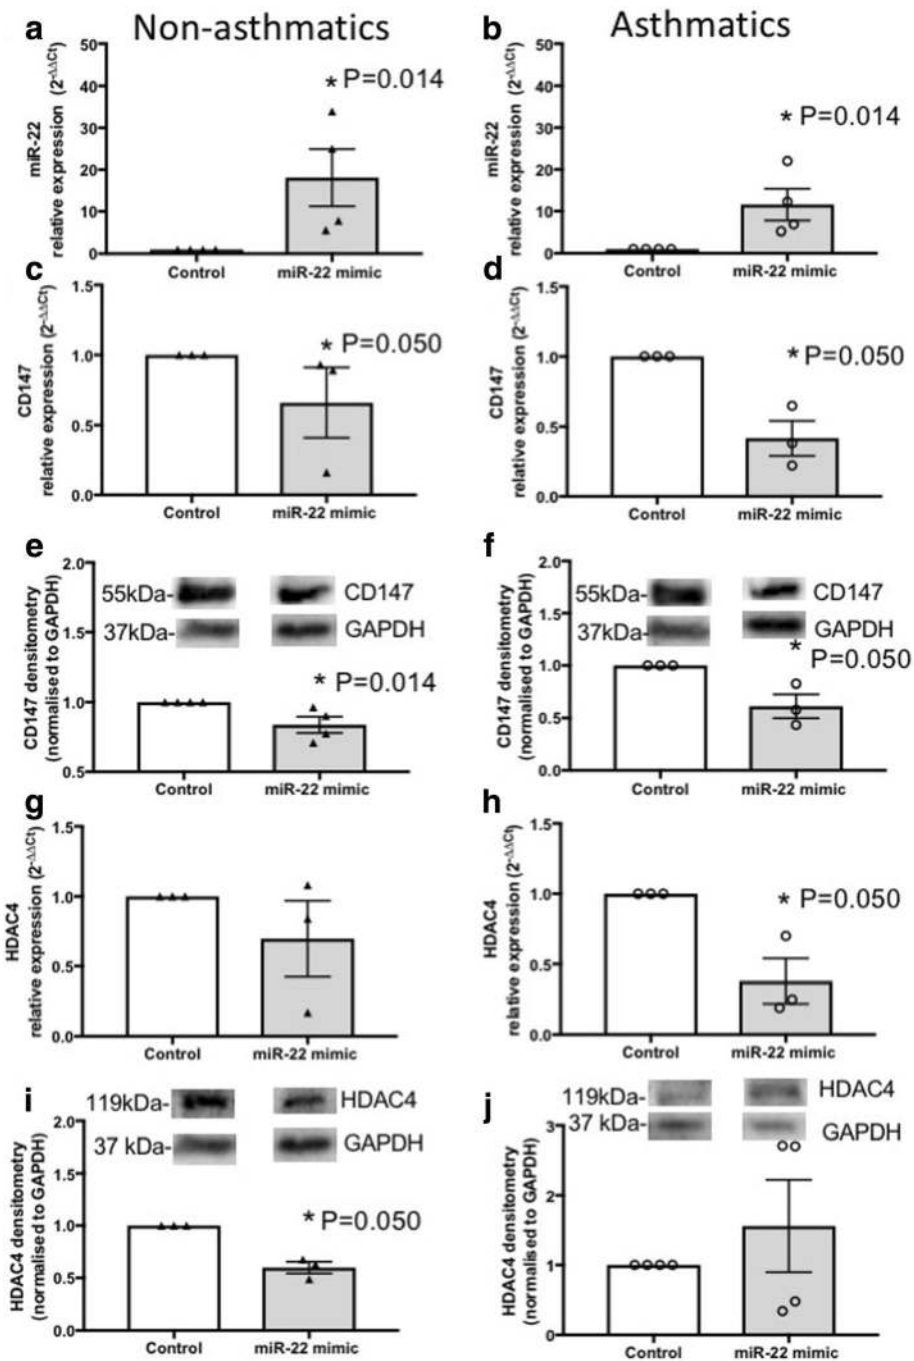 a Non-asthmatics
miR-22
relative expression (2-ΔΔCt)
50
40
30
20
10
0
* P=0.014
Control miR-22 mimic
b Asthmatics
miR-22
relative expression (2-ΔΔCt)
50
40
30
20
10
0
* P=0.014
Control miR-22 mimic
c
CD147
relative expression (2-ΔΔCt)
1.5
1.0
0.5
0.0
* P=0.050
Control miR-22 mimic
d
CD147
relative expression (2-ΔΔCt)
1.5
1.0
0.5
0.0
* P=0.050
Control miR-22 mimic
e
CD147 densitometry
(normalised to GAPDH)
2.0
1.5
1.0
0.5
55kDa- CD147
37kDa- GAPDH
* P=0.014
Control miR-22 mimic
f
CD147 densitometry
(normalised to GAPDH)
2.0
1.5
1.0
0.5
0.0
55kDa- CD147
37kDa- GAPDH
*
P=0.050
Control miR-22 mimic
g
HDAC4
relative expression (2-ΔΔCt)
1.5
1.0
0.5
0.0
Control miR-22 mimic
h
HDAC4
relative expression (2-ΔΔCt)
1.5
1.0
0.5
0.0
* P=0.050
Control miR-22 mimic
i
HDAC4 densitometry
(normalised to GAPDH)
2.0
1.5
1.0
0.5
0.0
119kDa- HDAC4
37 kDa- GAPDH
* P=0.050
Control miR-22 mimic
j
HDAC4 densitometry
(normalised to GAPDH)
3
2
1
0
119kDa- HDAC4
37 kDa- GAPDH
Control miR-22 mimic